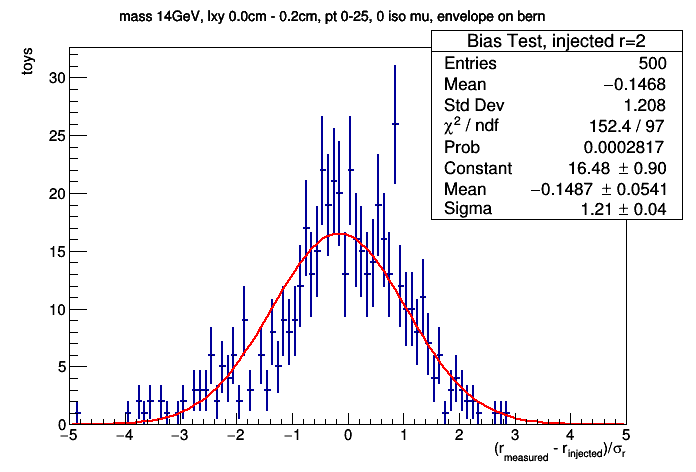 mass 14GeV, lxy 0.0cm - 0.2cm, pt 0-25, 0 iso mu, envelope on bern
Bias Test, injected r=2
Entries 500
Mean −0.1468
Std Dev 1.208
χ² / ndf 152.4 / 97
Prob 0.0002817
Constant 16.48 ± 0.90
Mean −0.1487 ± 0.0541
Sigma 1.21 ± 0.04
toys
30
25
20
15
10
5
0
−5 −4 −3 −2 −1 0 1 2 3 4 5
(r_measured - r_injected)/σ_r